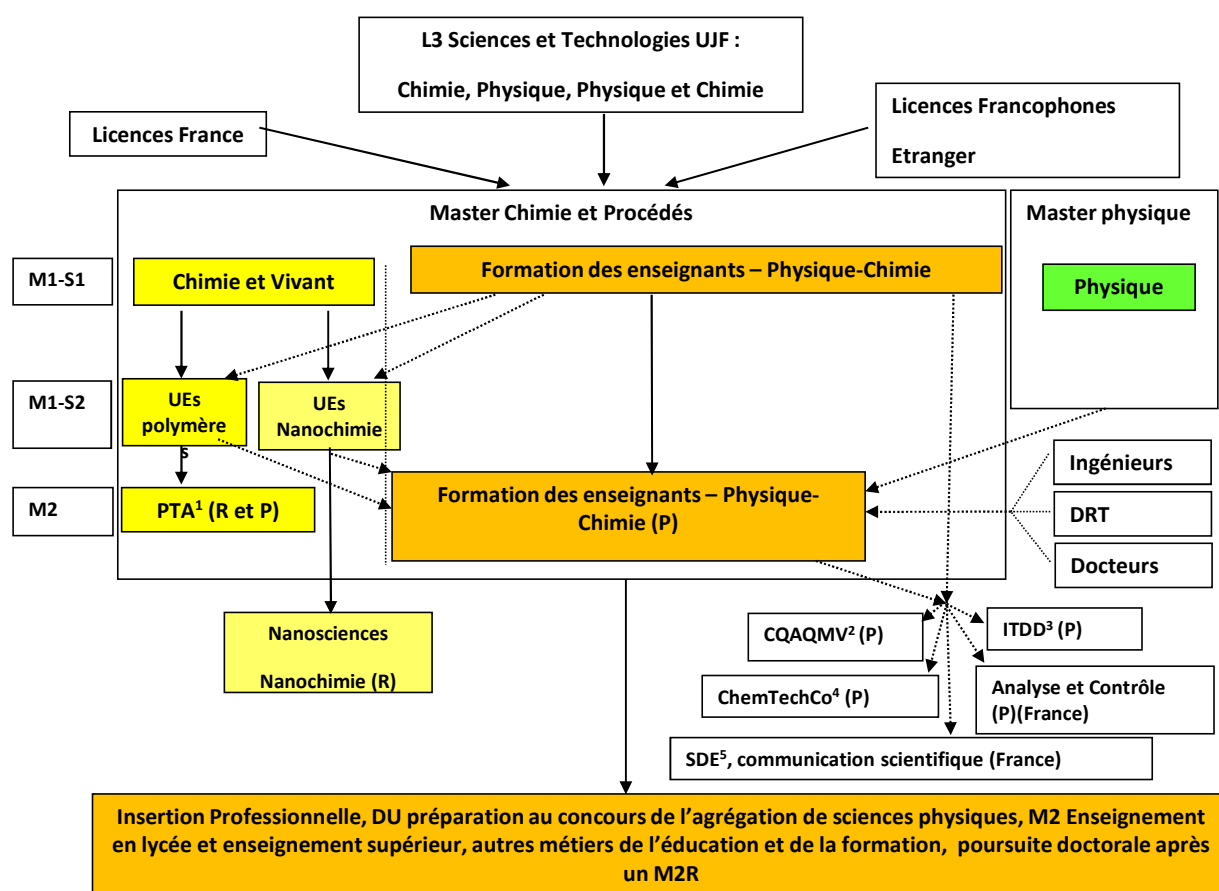 L3 Sciences et Technologies UJF :
Chimie, Physique, Physique et Chimie
Licences France
Licences Francophones
Etranger
Master Chimie et Procédés
Master physique
M1-S1
Chimie et Vivant
Formation des enseignants – Physique-Chimie
Physique
M1-S2
UEs
polymère
s
UEs
Nanochimie
M2
PTA¹ (R et P)
Formation des enseignants – Physique-
Chimie (P)
Ingénieurs
DRT
Docteurs
Nanosciences
Nanochimie (R)
CQAQMV² (P)
ITDD³ (P)
ChemTechCo⁴ (P)
Analyse et Contrôle
(P)(France)
SDE⁵, communication scientifique (France)
Insertion Professionnelle, DU préparation au concours de l’agrégation de sciences physiques, M2 Enseignement
en lycée et enseignement supérieur, autres métiers de l’éducation et de la formation, poursuite doctorale après
un M2R